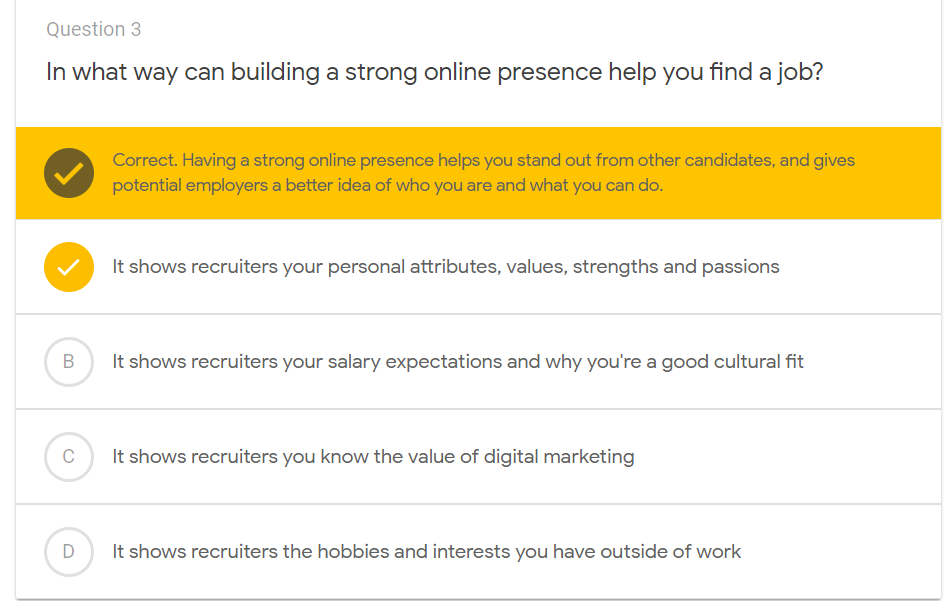 Question 3
In what way can building a strong online presence help you find a job?
Correct. Having a strong online presence helps you stand out from other candidates, and gives
potential employers a better idea of who you are and what you can do.
It shows recruiters your personal attributes, values, strengths and passions
B It shows recruiters your salary expectations and why you're a good cultural fit
C It shows recruiters you know the value of digital marketing
D It shows recruiters the hobbies and interests you have outside of work